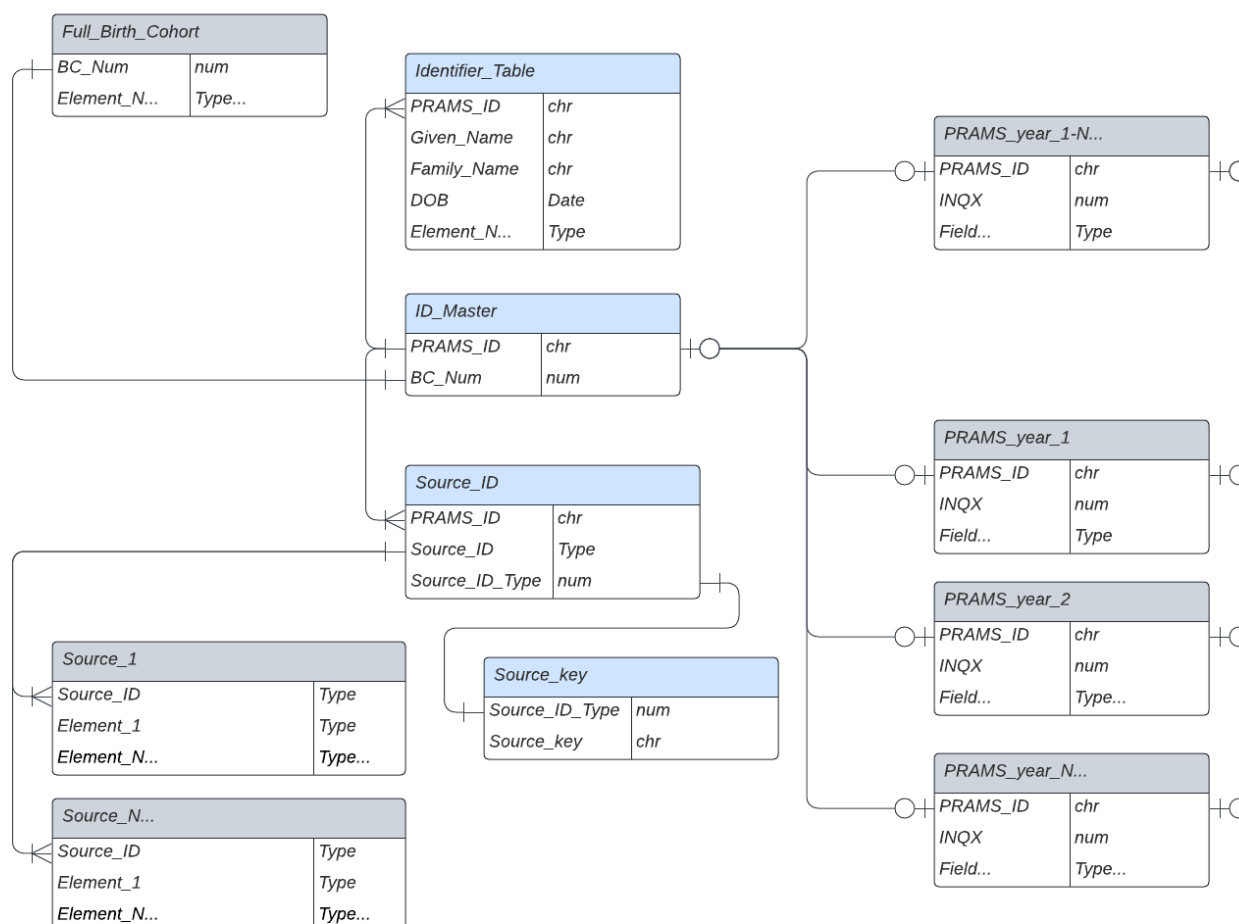 Full_Birth_Cohort
BC_Num num
Element_N... Type...
Identifier_Table
PRAMS_ID chr
Given_Name chr
Family_Name chr
DOB Date
Element_N... Type
ID_Master
PRAMS_ID chr
BC_Num num
Source_ID
PRAMS_ID chr
Source_ID Type
Source_ID_Type num
Source_key
Source_ID_Type num
Source_key chr
Source_1
Source_ID Type
Element_1 Type
Element_N... Type...
Source_N...
Source_ID Type
Element_1 Type
Element_N... Type...
PRAMS_year_1-N...
PRAMS_ID chr
INQX num
Field... Type
PRAMS_year_1
PRAMS_ID chr
INQX num
Field... Type
PRAMS_year_2
PRAMS_ID chr
INQX num
Field... Type...
PRAMS_year_N...
PRAMS_ID chr
INQX num
Field... Type...